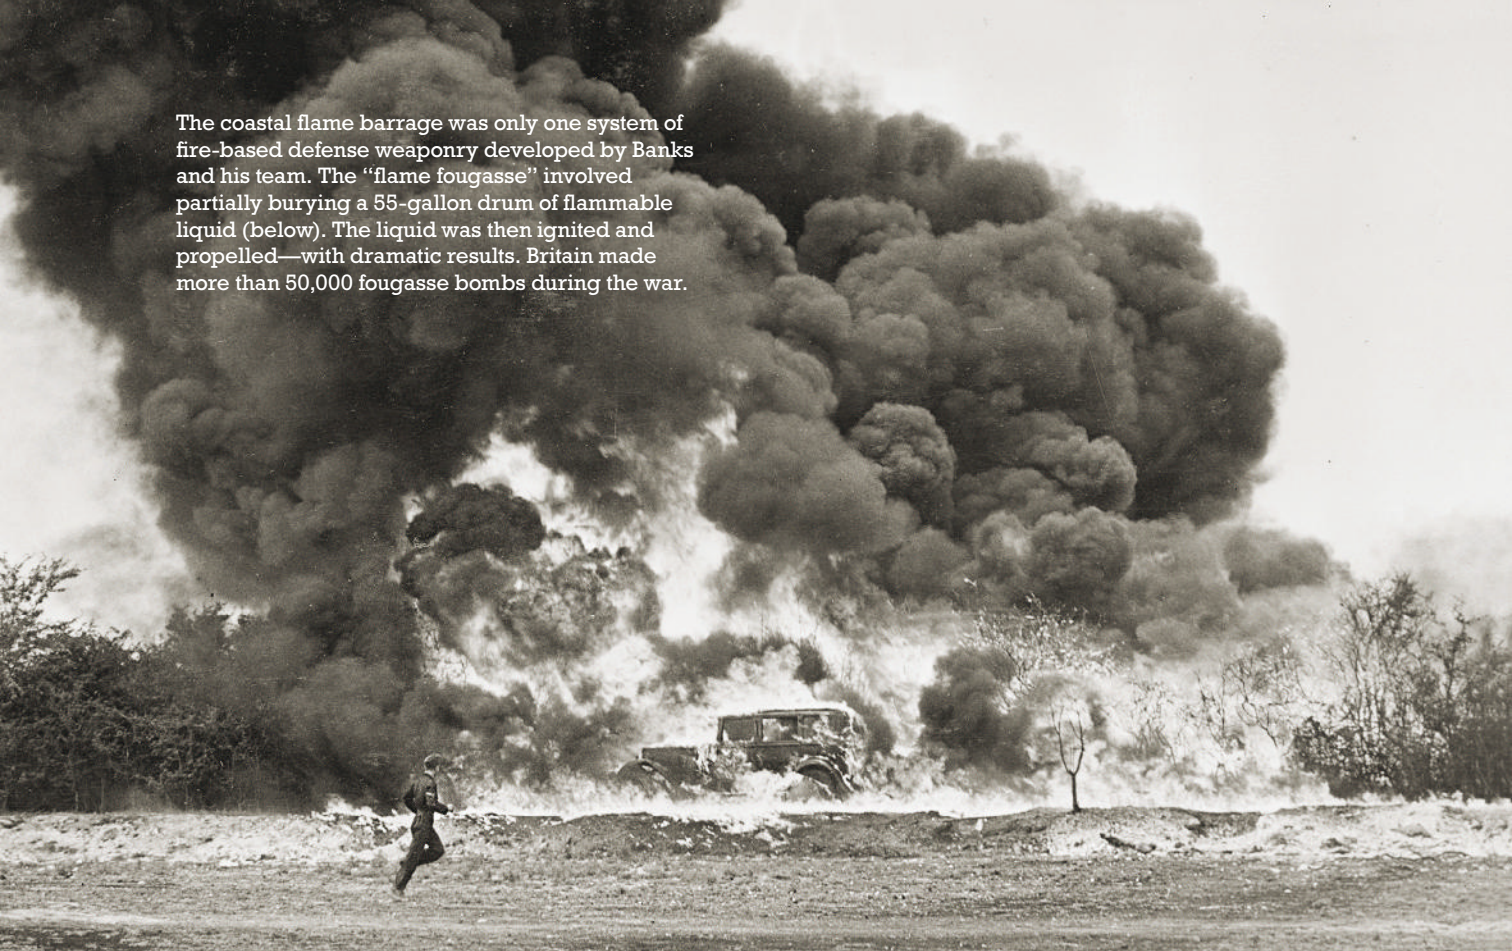 The coastal flame barrage was only one system of
fire-based defense weaponry developed by Banks
and his team. The “flame fougasse” involved
partially burying a 55-gallon drum of flammable
liquid (below). The liquid was then ignited and
propelled—with dramatic results. Britain made
more than 50,000 fougasse bombs during the war.